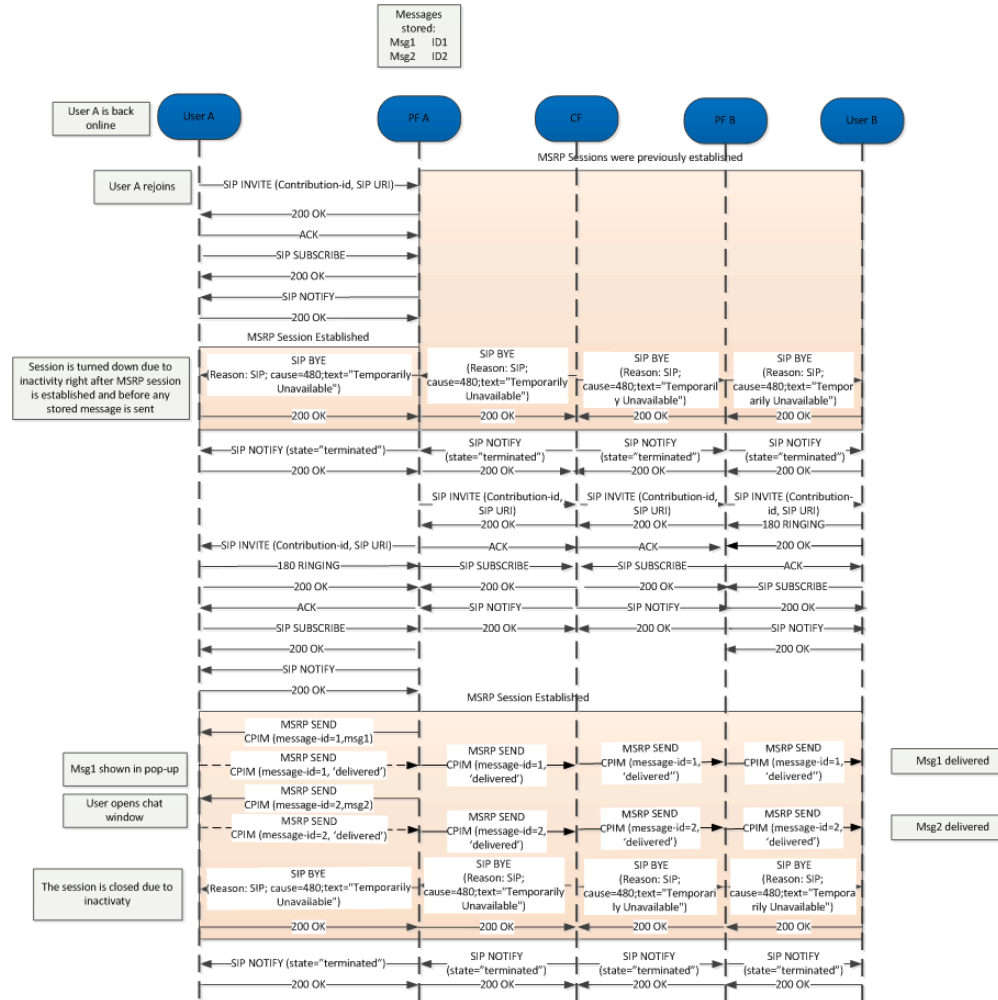 Messages
stored:
Msg1 ID1
Msg2 ID2
User A is back
online
User A
PF A
CF
PF B
User B
MSRP Sessions were previously established
User A rejoins
SIP INVITE (Contribution-id, SIP URI)
200 OK
ACK
SIP SUBSCRIBE
200 OK
SIP NOTIFY
200 OK
MSRP Session Established
Session is turned down due to
inactivity right after MSRP session
is established and before any
stored message is sent
SIP BYE
(Reason: SIP; cause=480;text="Temporarily
Unavailable")
SIP BYE
(Reason: SIP;
cause=480;text="Temporarily
Unavailable")
SIP BYE
(Reason: SIP;
cause=480;text="Temporaril
y Unavailable")
SIP BYE
(Reason: SIP;
cause=480;text="Tempor
arily Unavailable")
200 OK 200 OK 200 OK 200 OK
SIP NOTIFY (state="terminated")
SIP NOTIFY
(state="terminated")
SIP NOTIFY
(state="terminated")
SIP NOTIFY
(state="terminated")
200 OK 200 OK 200 OK 200 OK
SIP INVITE (Contribution-id,
SIP URI)
SIP INVITE (Contribution-id,
SIP URI)
SIP INVITE (Contribution-
id, SIP URI)
200 OK 200 OK 180 RINGING
SIP INVITE (Contribution-id, SIP URI) ACK ACK 200 OK
180 RINGING SIP SUBSCRIBE SIP SUBSCRIBE ACK
200 OK 200 OK 200 OK SIP SUBSCRIBE
ACK SIP NOTIFY SIP NOTIFY 200 OK
SIP SUBSCRIBE 200 OK 200 OK SIP NOTIFY
200 OK 200 OK
SIP NOTIFY
200 OK
MSRP Session Established
MSRP SEND
CPIM (message-id=1,msg1)
Msg1 shown in pop-up
MSRP SEND
CPIM (message-id=1, 'delivered')
MSRP SEND
CPIM (message-id=1,
'delivered')
MSRP SEND
CPIM (message-id=1,
'delivered'')
MSRP SEND
CPIM (message-id=1,
'delivered'')
Msg1 delivered
User opens chat
window
MSRP SEND
CPIM (message-id=2,msg2)
MSRP SEND
CPIM (message-id=2, 'delivered')
MSRP SEND
CPIM (message-id=2,
'delivered')
MSRP SEND
CPIM (message-id=2,
'delivered')
MSRP SEND
CPIM (message-id=2,
'delivered')
Msg2 delivered
The session is closed due to
inactivaty
SIP BYE
(Reason: SIP; cause=480;text="Temporarily
Unavailable")
SIP BYE
(Reason: SIP;
cause=480;text="Temporarily
Unavailable")
SIP BYE
(Reason: SIP;
cause=480;text="Temporari
ly Unavailable")
SIP BYE
(Reason: SIP;
cause=480;text="Tempora
rily Unavailable")
200 OK 200 OK 200 OK 200 OK
SIP NOTIFY (state="terminated")
SIP NOTIFY
(state="terminated")
SIP NOTIFY
(state="terminated")
SIP NOTIFY
(state="terminated")
200 OK 200 OK 200 OK 200 OK